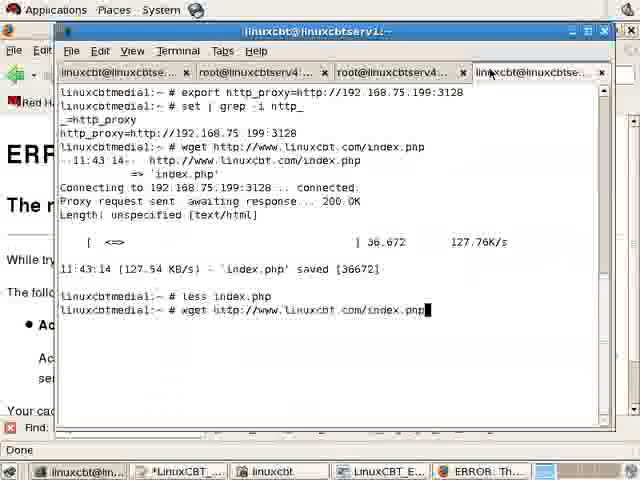 Applications Places System
linuxcbt@linuxcbtserv1:~
File Edit
File Edit View Terminal Tabs Help
linuxcbt@linuxcbtse... root@linuxcbtserv4:... root@linuxcbtserv4:... linuxcbt@linuxcbtse...
linuxcbtmedia1:~ # export http_proxy=http://192.168.75.199:3128
linuxcbtmedia1:~ # set | grep -i http_
_=http_proxy
http_proxy=http://192.168.75.199:3128
linuxcbtmedia1:~ # wget http://www.linuxcbt.com/index.php
--11:43:14-- http://www.linuxcbt.com/index.php
=> `index.php'
Connecting to 192.168.75.199:3128... connected.
Proxy request sent, awaiting response... 200 OK
Length: unspecified [text/html]
[ <=> ] 36,672 127.76K/s
11:43:14 (127.54 KB/s) - `index.php' saved [36672]
linuxcbtmedia1:~ # less index.php
linuxcbtmedia1:~ # wget http://www.linuxcbt.com/index.php
Red Ha
ERR
The r
While try
The follo
Ac
Ac
ser
Your cac
Find:
Done
linuxcbt@lin... *LinuxCBT_... linuxcbt LinuxCBT_E... ERROR: Th...